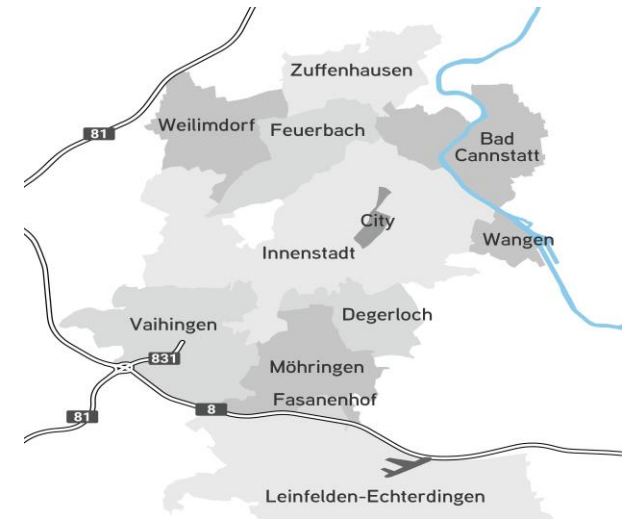 Zuffenhausen
Weilimdorf
Feuerbach
81
Bad
Cannstatt
City
Wangen
Innenstadt
Degerloch
Vaihingen
831
Möhringen
Fasanenhof
8
81
Leinfelden-Echterdingen